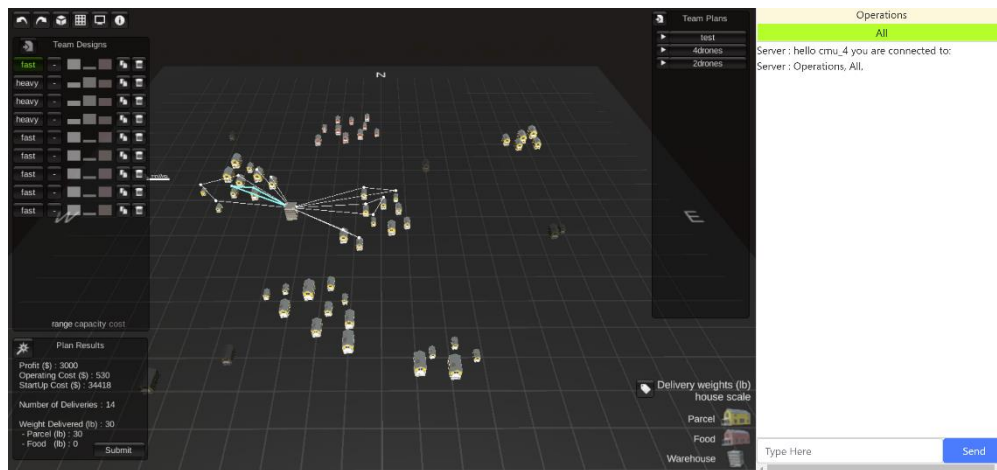 Team Designs
fast -
heavy -
heavy -
heavy -
fast -
fast -
fast -
fast -
fast -
range capacity cost
Plan Results
Profit ($) : 3000
Operating Cost ($) : 530
StartUp Cost ($) : 34418
Number of Deliveries : 14
Weight Delivered (lb) : 30
- Parcel (lb) : 30
- Food (lb) : 0
Submit
N
W
E
Team Plans
test
4drones
2drones
Delivery weights (lb)
house scale
Parcel
Food
Warehouse
Operations
All
Server : hello cmu_4 you are connected to:
Server : Operations, All,
Type Here
Send